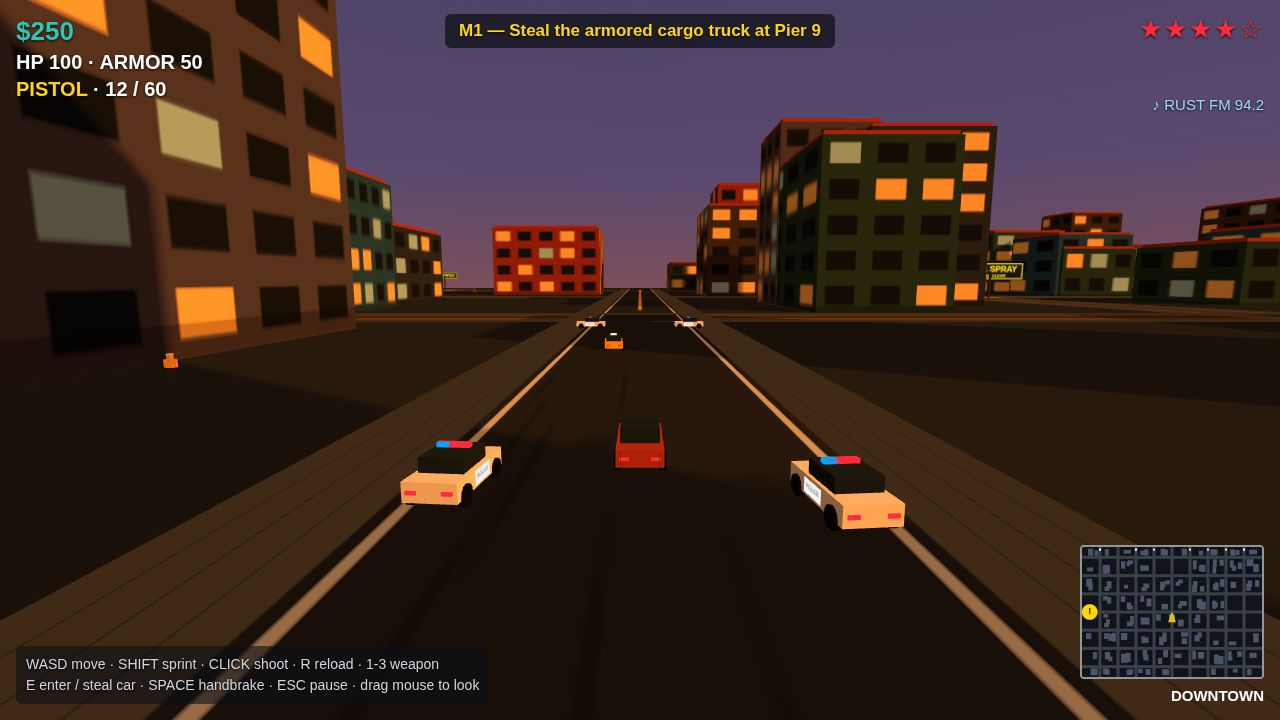 $250
HP 100 · ARMOR 50
PISTOL · 12 / 60
M1 — Steal the armored cargo truck at Pier 9
★★★★☆
♪ RUST FM 94.2
SPRAY
WASD move · SHIFT sprint · CLICK shoot · R reload · 1-3 weapon
E enter / steal car · SPACE handbrake · ESC pause · drag mouse to look
!
DOWNTOWN